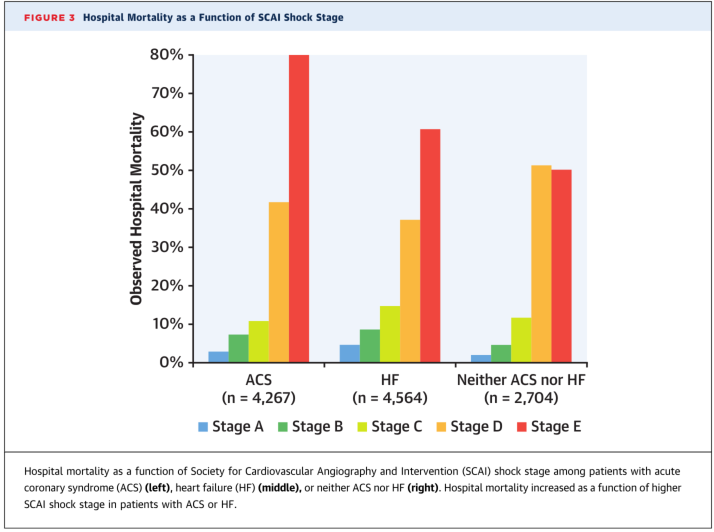 FIGURE 3 Hospital Mortality as a Function of SCAI Shock Stage
80%
70%
60%
50%
40%
30%
20%
10%
0%
Observed Hospital Mortality
ACS
(n = 4,267)
HF
(n = 4,564)
Neither ACS nor HF
(n = 2,704)
Stage A Stage B Stage C Stage D Stage E
Hospital mortality as a function of Society for Cardiovascular Angiography and Intervention (SCAI) shock stage among patients with acute
coronary syndrome (ACS) (left), heart failure (HF) (middle), or neither ACS nor HF (right). Hospital mortality increased as a function of higher
SCAI shock stage in patients with ACS or HF.